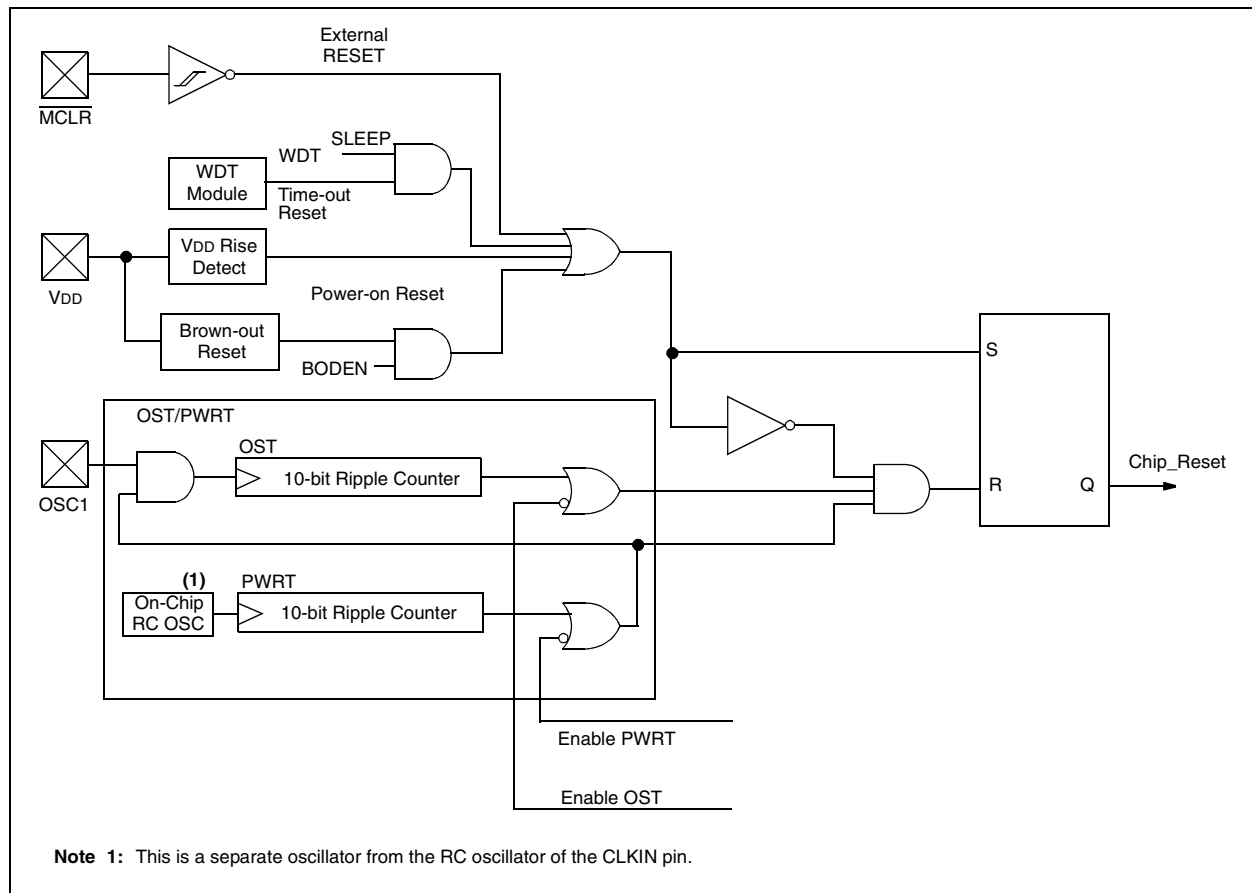 External
RESET
MCLR
SLEEP
WDT
WDT
Module
Time-out
Reset
VDD
VDD Rise
Detect
Power-on Reset
Brown-out
Reset
BODEN
S
OST/PWRT
OST
10-bit Ripple Counter
OSC1
Chip_Reset
R
Q
(1)
On-Chip
RC OSC
PWRT
10-bit Ripple Counter
Enable PWRT
Enable OST
Note 1: This is a separate oscillator from the RC oscillator of the CLKIN pin.